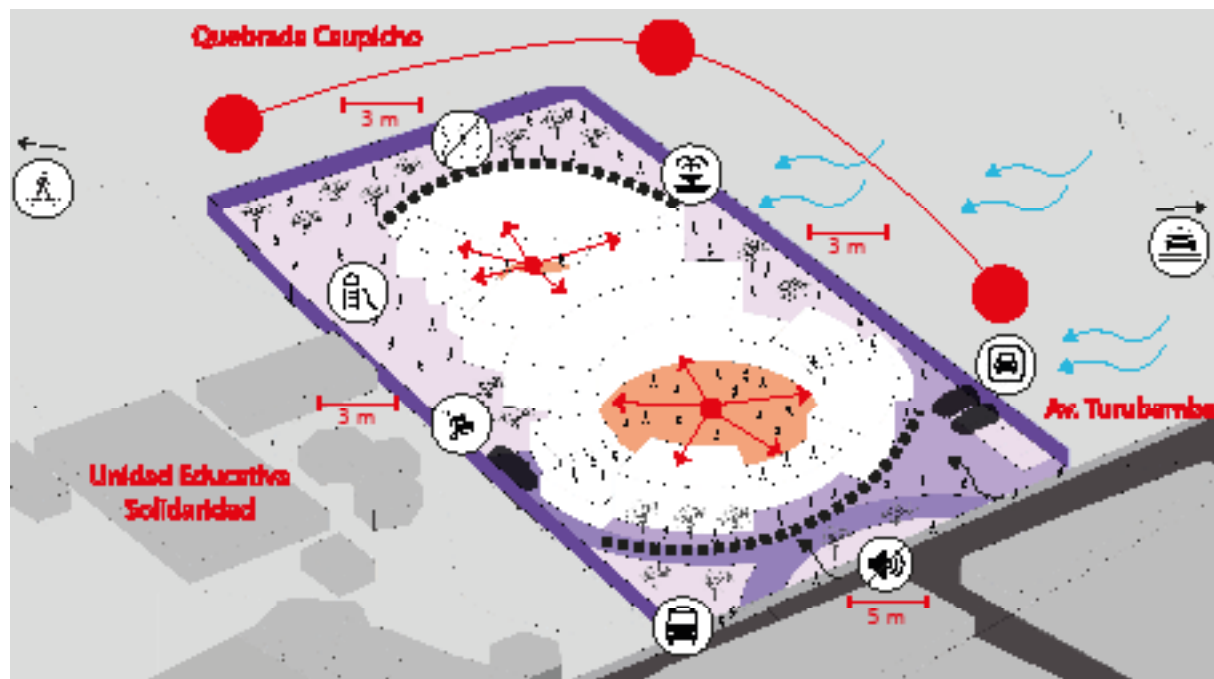 Quebrada Caupicho
3 m
3 m
3 m
Av. Turubamba
Unidad Educativa
Solidaridad
5 m